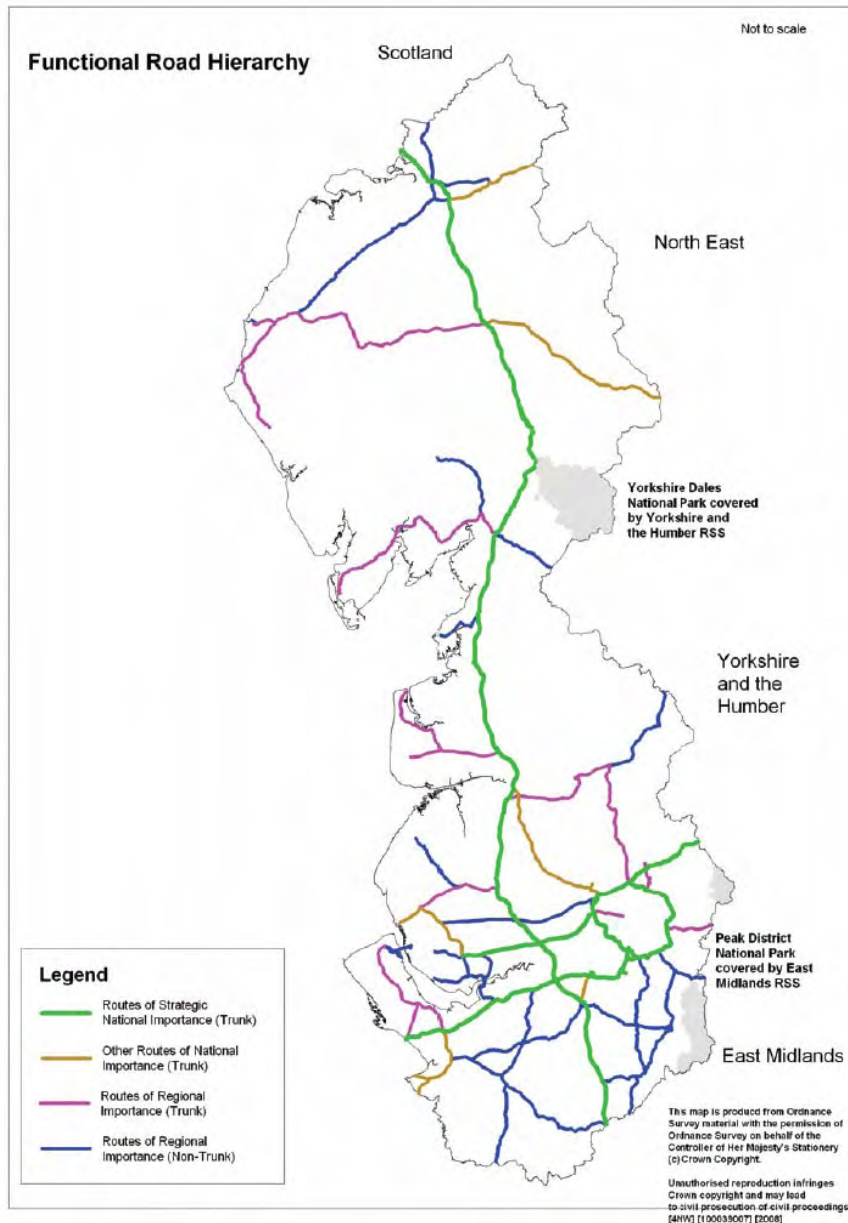 Not to scale
Functional Road Hierarchy
Scotland
North East
Yorkshire Dales
National Park covered
by Yorkshire and
the Humber RSS
Yorkshire
and the
Humber
Peak District
National Park
covered by East
Midlands RSS
East Midlands
Legend
Routes of Strategic
National Importance (Trunk)
Other Routes of National
Importance (Trunk)
Routes of Regional
Importance (Trunk)
Routes of Regional
Importance (Non-Trunk)
This map is produced from Ordnance
Survey material with the permission of
Ordnance Survey on behalf of the
Controller of Her Majesty's Stationery
(c) Crown Copyright.
Unauthorised reproduction infringes
Crown copyright and may lead
to civil prosecution of civil proceedings
[4NW] [100039007] [2008]